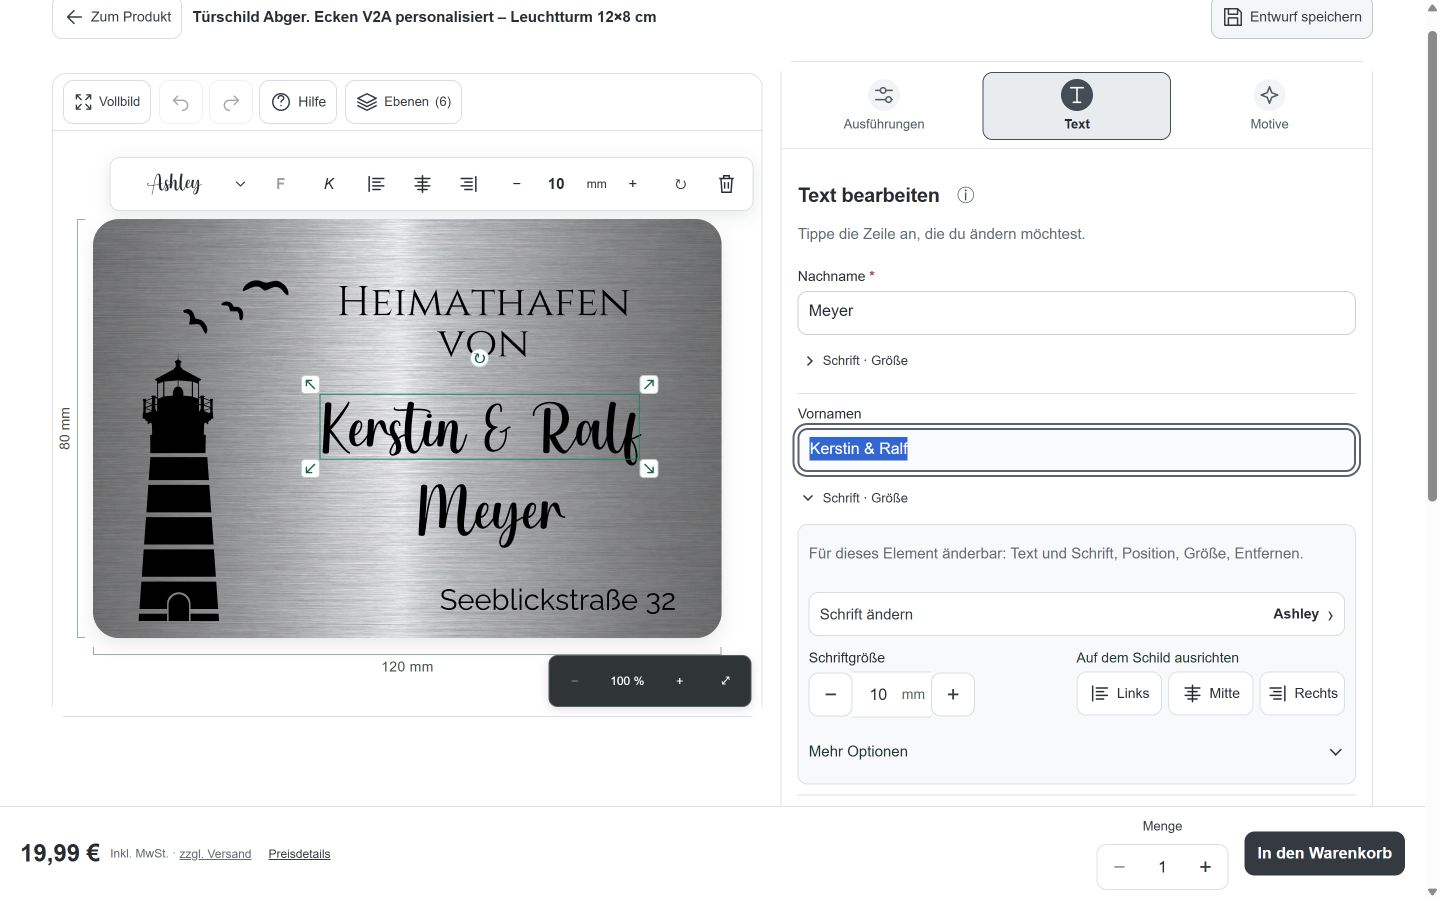 Zum Produkt
Türschild Abger. Ecken V2A personalisiert – Leuchtturm 12×8 cm
Entwurf speichern
Vollbild
Hilfe
Ebenen (6)
Ausführungen
Text
Motive
Ashley
F
K
− 10 mm +
HEIMATHAFEN
VON
Kerstin & Ralf
Meyer
Seeblickstraße 32
80 mm
120 mm
− 100 % +
Text bearbeiten
Tippe die Zeile an, die du ändern möchtest.
Nachname *
Meyer
Schrift · Größe
Vornamen
Kerstin & Ralf
Schrift · Größe
Für dieses Element änderbar: Text und Schrift, Position, Größe, Entfernen.
Schrift ändern
Ashley ›
Schriftgröße
− 10 mm +
Auf dem Schild ausrichten
Links
Mitte
Rechts
Mehr Optionen
19,99 € Inkl. MwSt. · zzgl. Versand Preisdetails
Menge
− 1 +
In den Warenkorb